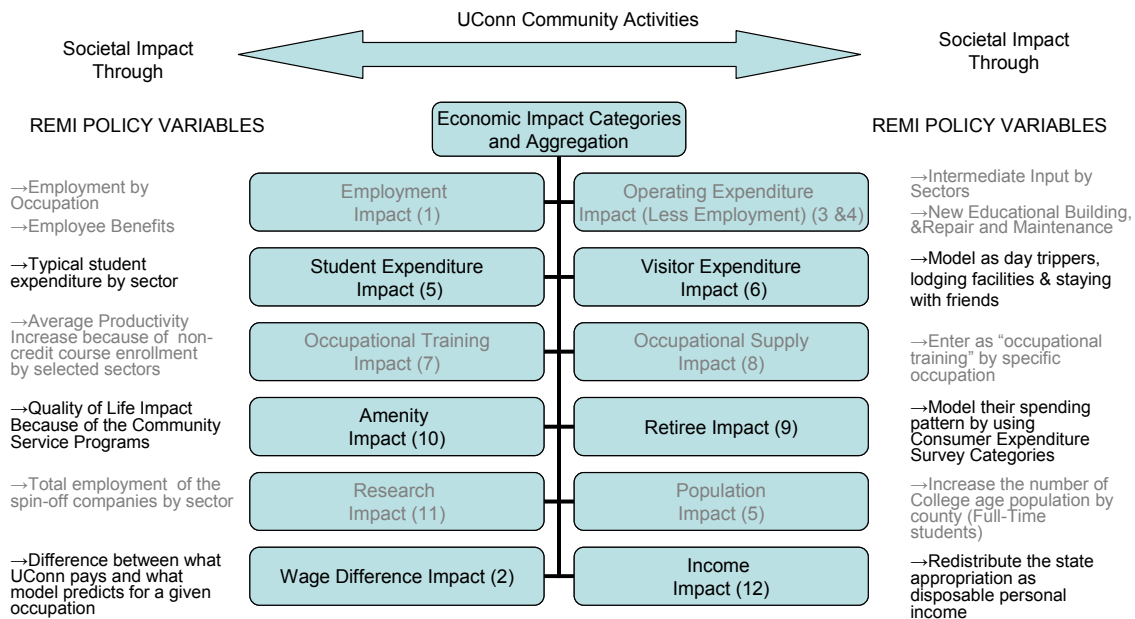 UConn Community Activities
Societal Impact
Through
Societal Impact
Through
REMI POLICY VARIABLES
Economic Impact Categories
and Aggregation
REMI POLICY VARIABLES
→Employment by
Occupation
→Employee Benefits
Employment
Impact (1)
Operating Expenditure
Impact (Less Employment) (3 &4)
→Intermediate Input by
Sectors
→New Educational Building,
&Repair and Maintenance
→Typical student
expenditure by sector
Student Expenditure
Impact (5)
Visitor Expenditure
Impact (6)
→Model as day trippers,
lodging facilities & staying
with friends
→Average Productivity
Increase because of non-
credit course enrollment
by selected sectors
Occupational Training
Impact (7)
Occupational Supply
Impact (8)
→Enter as “occupational
training” by specific
occupation
→Quality of Life Impact
Because of the Community
Service Programs
Amenity
Impact (10)
Retiree Impact (9)
→Model their spending
pattern by using
Consumer Expenditure
Survey Categories
→Total employment of the
spin-off companies by sector
Research
Impact (11)
Population
Impact (5)
→Increase the number of
College age population by
county (Full-Time
students)
→Difference between what
UConn pays and what
model predicts for a given
occupation
Wage Difference Impact (2)
Income
Impact (12)
→Redistribute the state
appropriation as
disposable personal
income